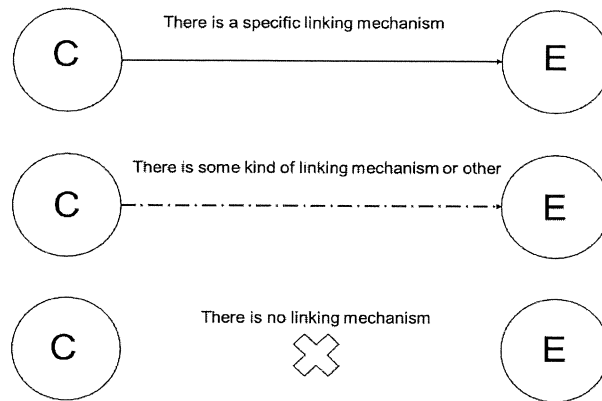 There is a specific linking mechanism
C E
There is some kind of linking mechanism or other
C E
There is no linking mechanism
C E